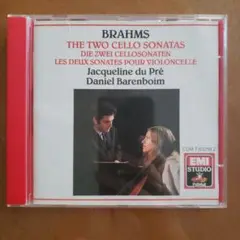 BRAHMS
THE TWO CELLO SONATAS
DIE ZWEI CELLOSONATEN
LES DEUX SONATES POUR VIOLONCELLE
Jacqueline du Pré
Daniel Barenboim
EMI
STUDIO